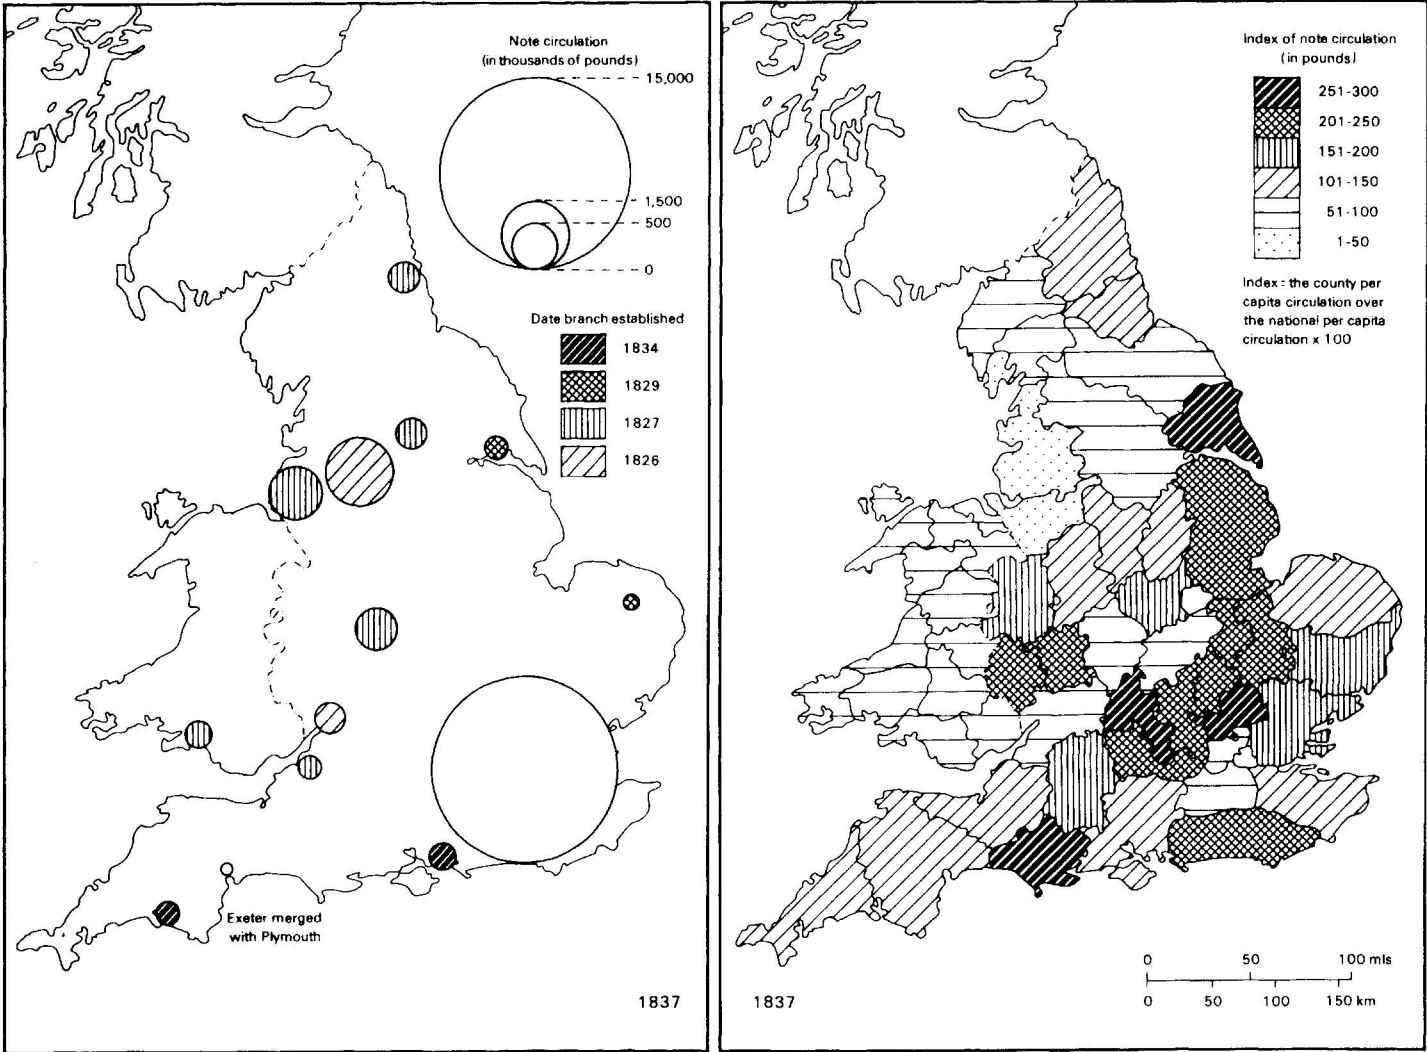 Note circulation
(in thousands of pounds)
15,000
1,500
500
0
Date branch established
1834
1829
1827
1826
Exeter merged
with Plymouth
1837
Index of note circulation
(in pounds)
251-300
201-250
151-200
101-150
51-100
1-50
Index = the county per
capita circulation over
the national per capita
circulation x 100
0 50 100 mls
0 50 100 150 km
1837